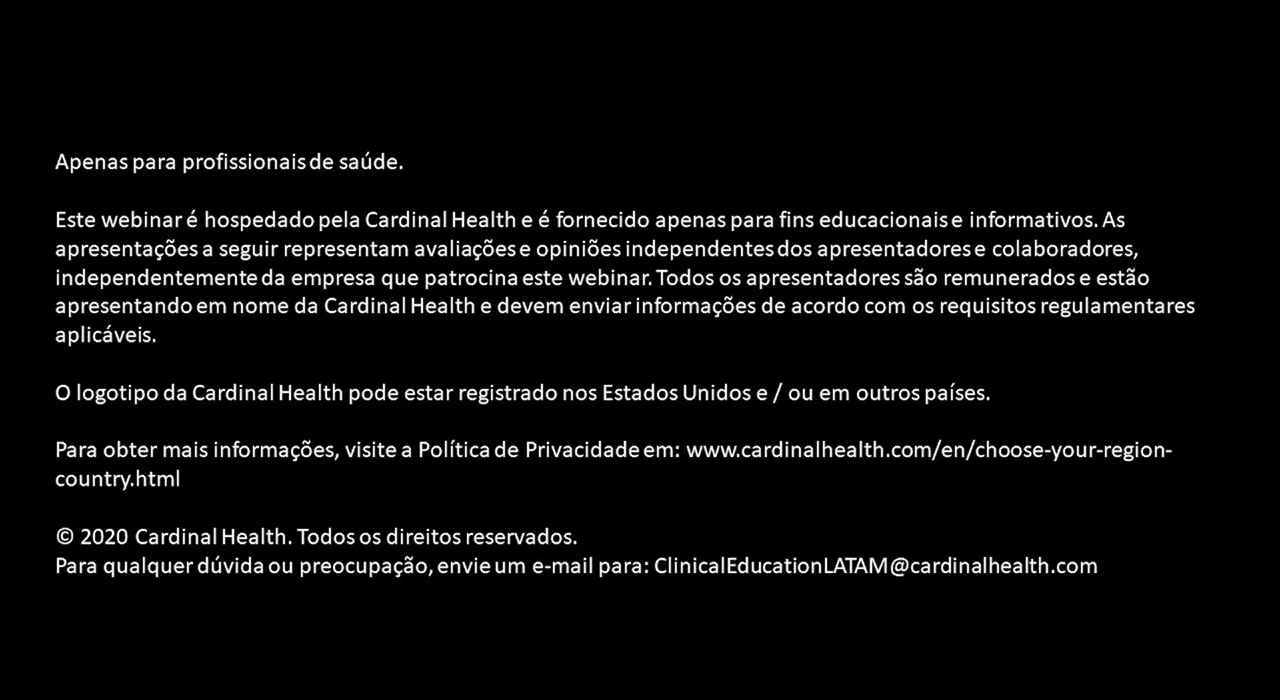 Apenas para profissionais de saúde.
Este webinar é hospedado pela Cardinal Health e é fornecido apenas para fins educacionais e informativos. As
apresentações a seguir representam avaliações e opiniões independentes dos apresentadores e colaboradores,
independentemente da empresa que patrocina este webinar. Todos os apresentadores são remunerados e estão
apresentando em nome da Cardinal Health e devem enviar informações de acordo com os requisitos regulamentares
aplicáveis.
O logotipo da Cardinal Health pode estar registrado nos Estados Unidos e / ou em outros países.
Para obter mais informações, visite a Política de Privacidade em: www.cardinalhealth.com/en/choose-your-region-
country.html
© 2020 Cardinal Health. Todos os direitos reservados.
Para qualquer dúvida ou preocupação, envie um e-mail para: ClinicalEducationLATAM@cardinalhealth.com